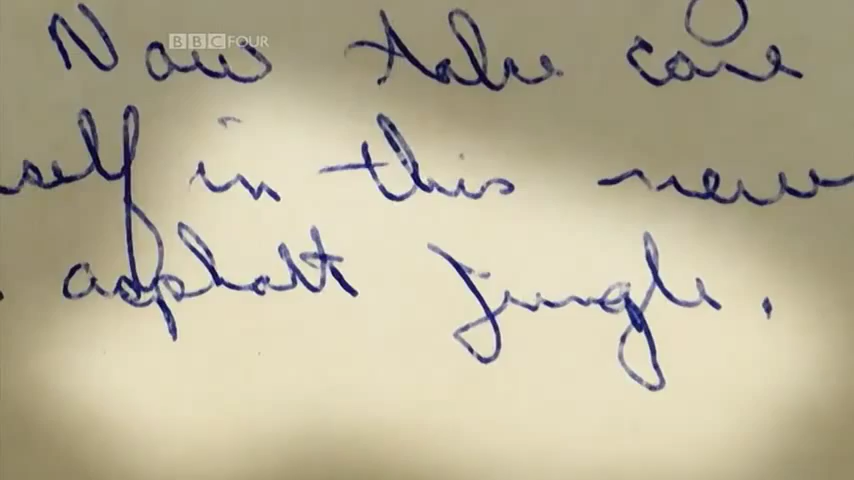 BBC FOUR
Now take care
self in this new
asphalt jungle.